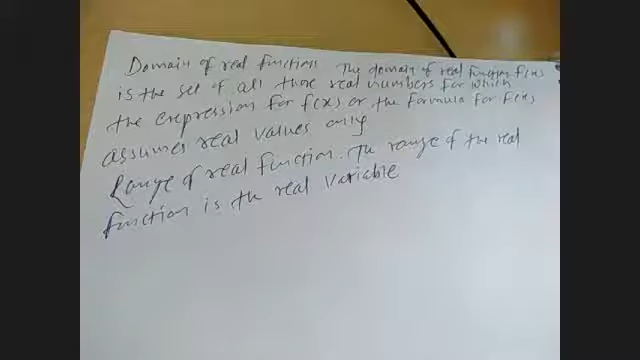 Domain of real function The domain of real function f(x)
is the set of all those real numbers for which
the expression for f(x) or the formula for f(x)
assumes real values only
Range of real function. The range of the real
function is the real variable